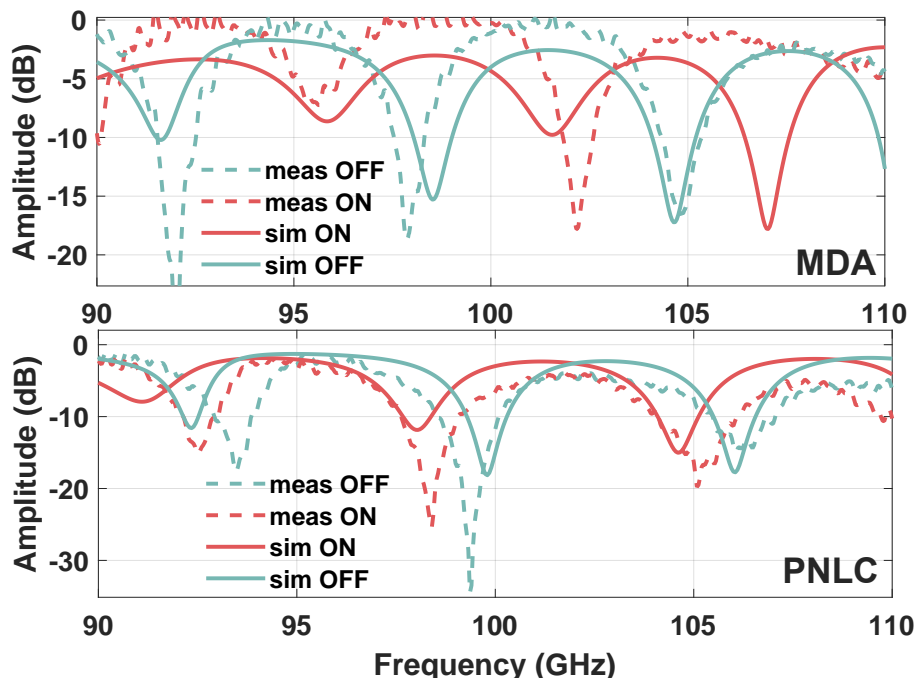 0
-5
-10
-15
-20
Amplitude (dB)
meas OFF
meas ON
sim ON
sim OFF
MDA
90
95
100
105
110
0
-10
-20
-30
Amplitude (dB)
meas OFF
meas ON
sim ON
sim OFF
PNLC
90
95
100
105
110
Frequency (GHz)